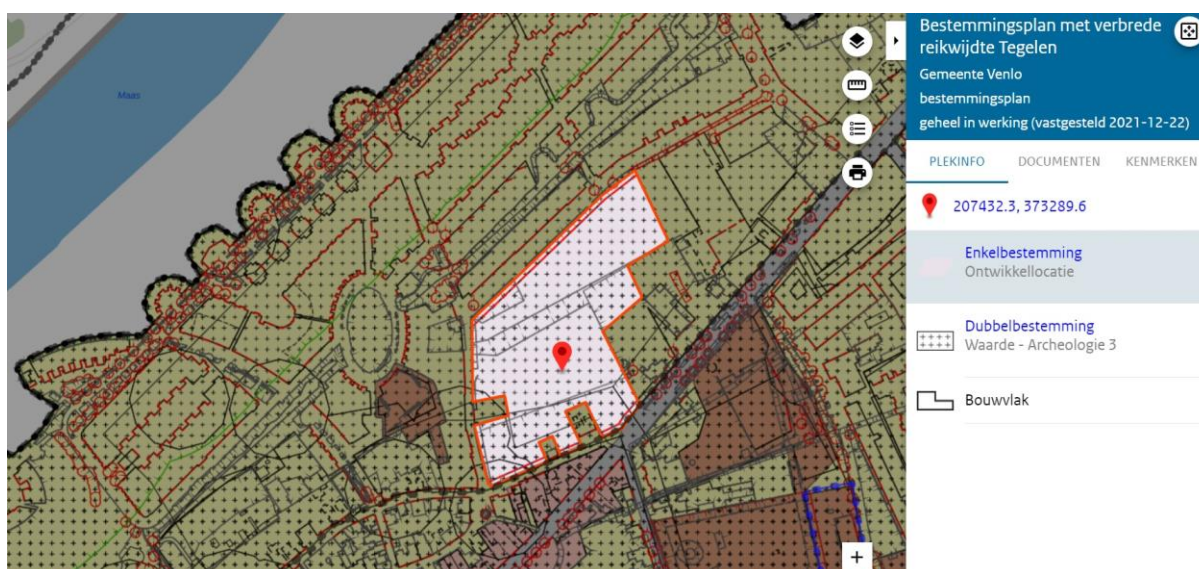 Maas
Bestemmingsplan met verbrede
reikwijdte Tegelen
Gemeente Venlo
bestemmingsplan
geheel in werking (vastgesteld 2021-12-22)
PLEKINFO DOCUMENTEN KENMERKEN
207432.3, 373289.6
Enkelbestemming
Ontwikkellocatie
Dubbelbestemming
Waarde - Archeologie 3
Bouwvlak
+